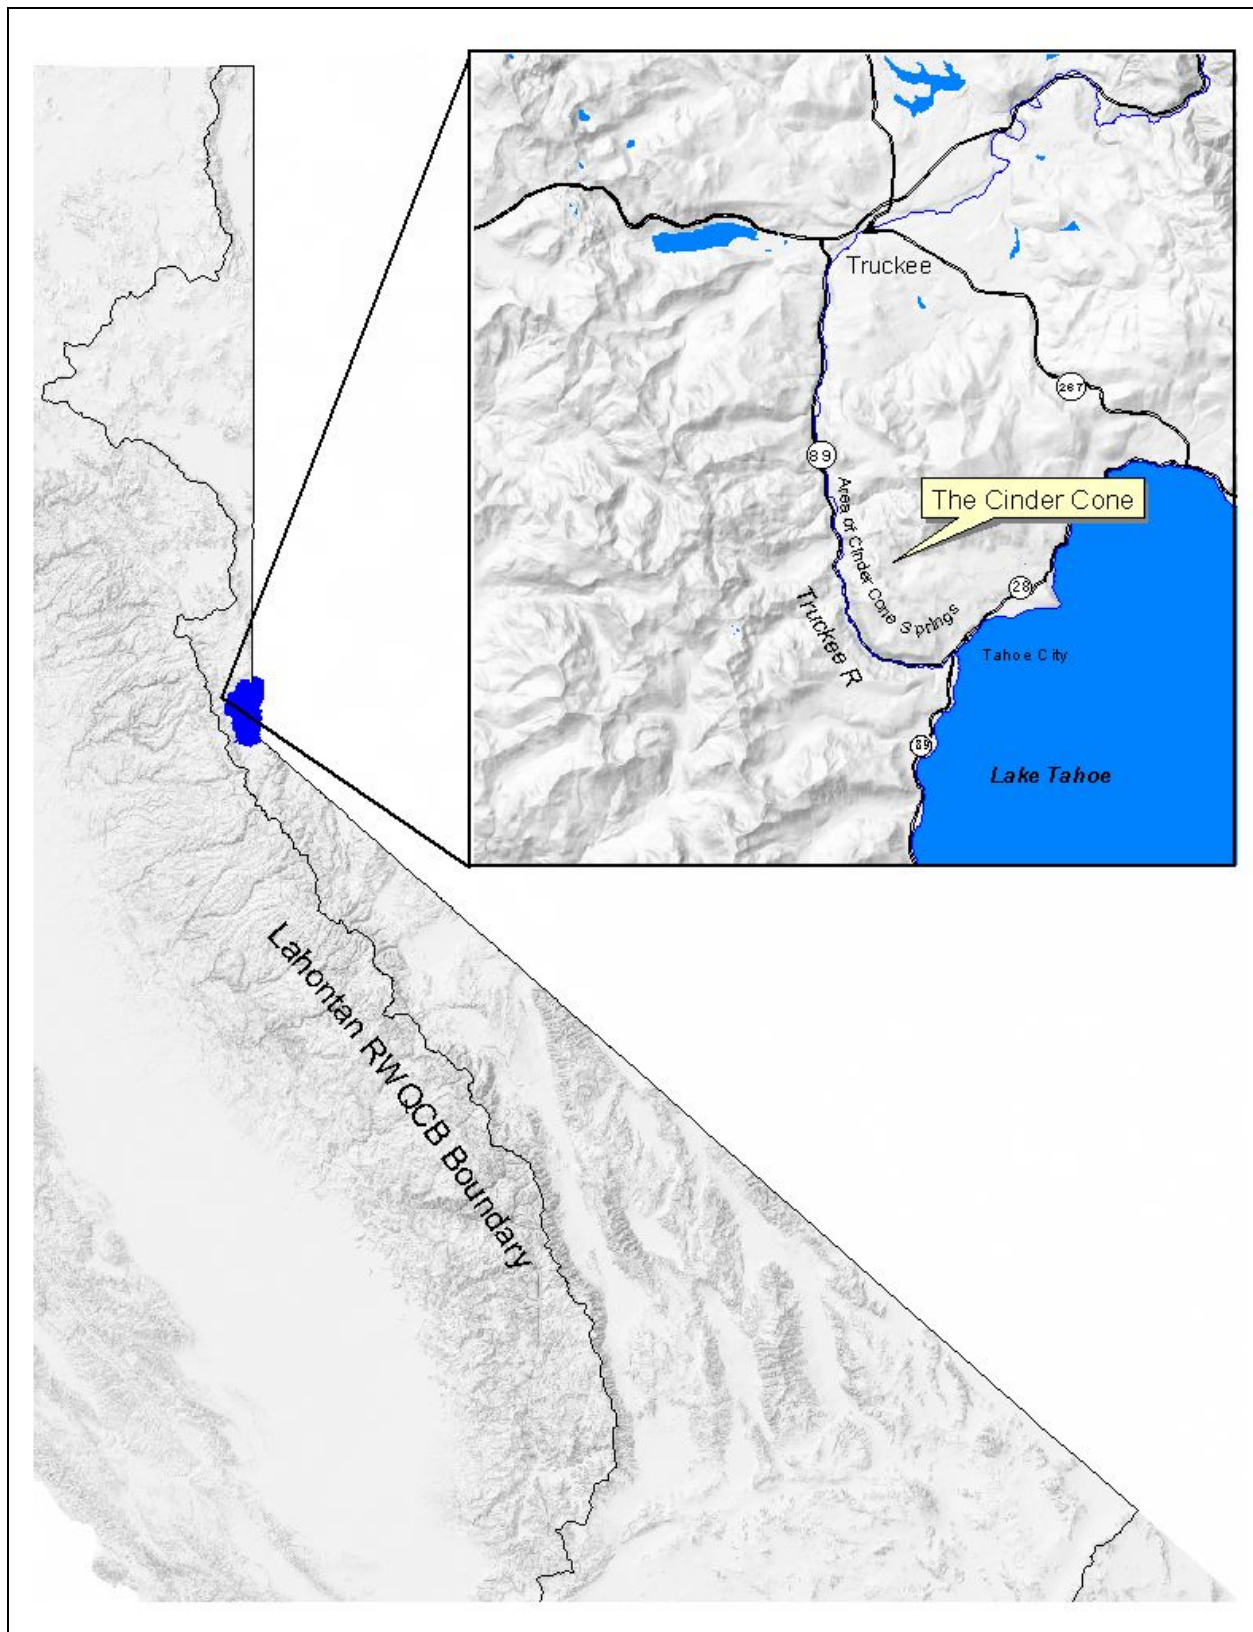 Truckee
267
89
The Cinder Cone
Area of Cinder Cone Springs
28
Truckee R
Tahoe City
89
Lake Tahoe
Lahontan RWQCB Boundary